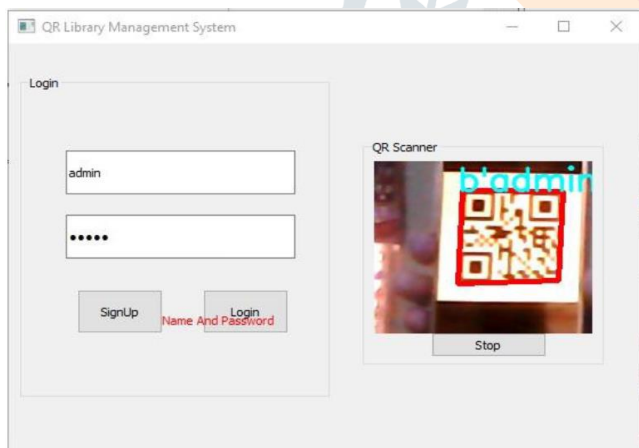 QR Library Management System
Login
admin
•••••
SignUp
Login
Name And Password
QR Scanner
b'admin
Stop